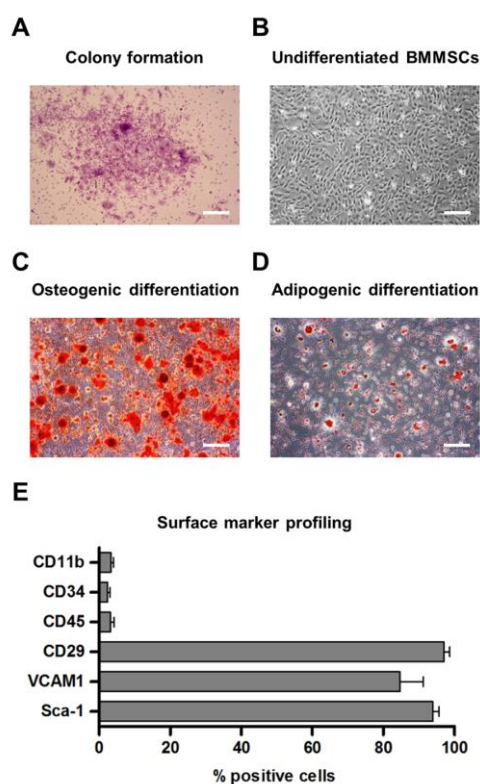 A
Colony formation
B
Undifferentiated BMMSCs
C
Osteogenic differentiation
D
Adipogenic differentiation
E
Surface marker profiling
CD11b
CD34
CD45
CD29
VCAM1
Sca-1
0 20 40 60 80 100
% positive cells